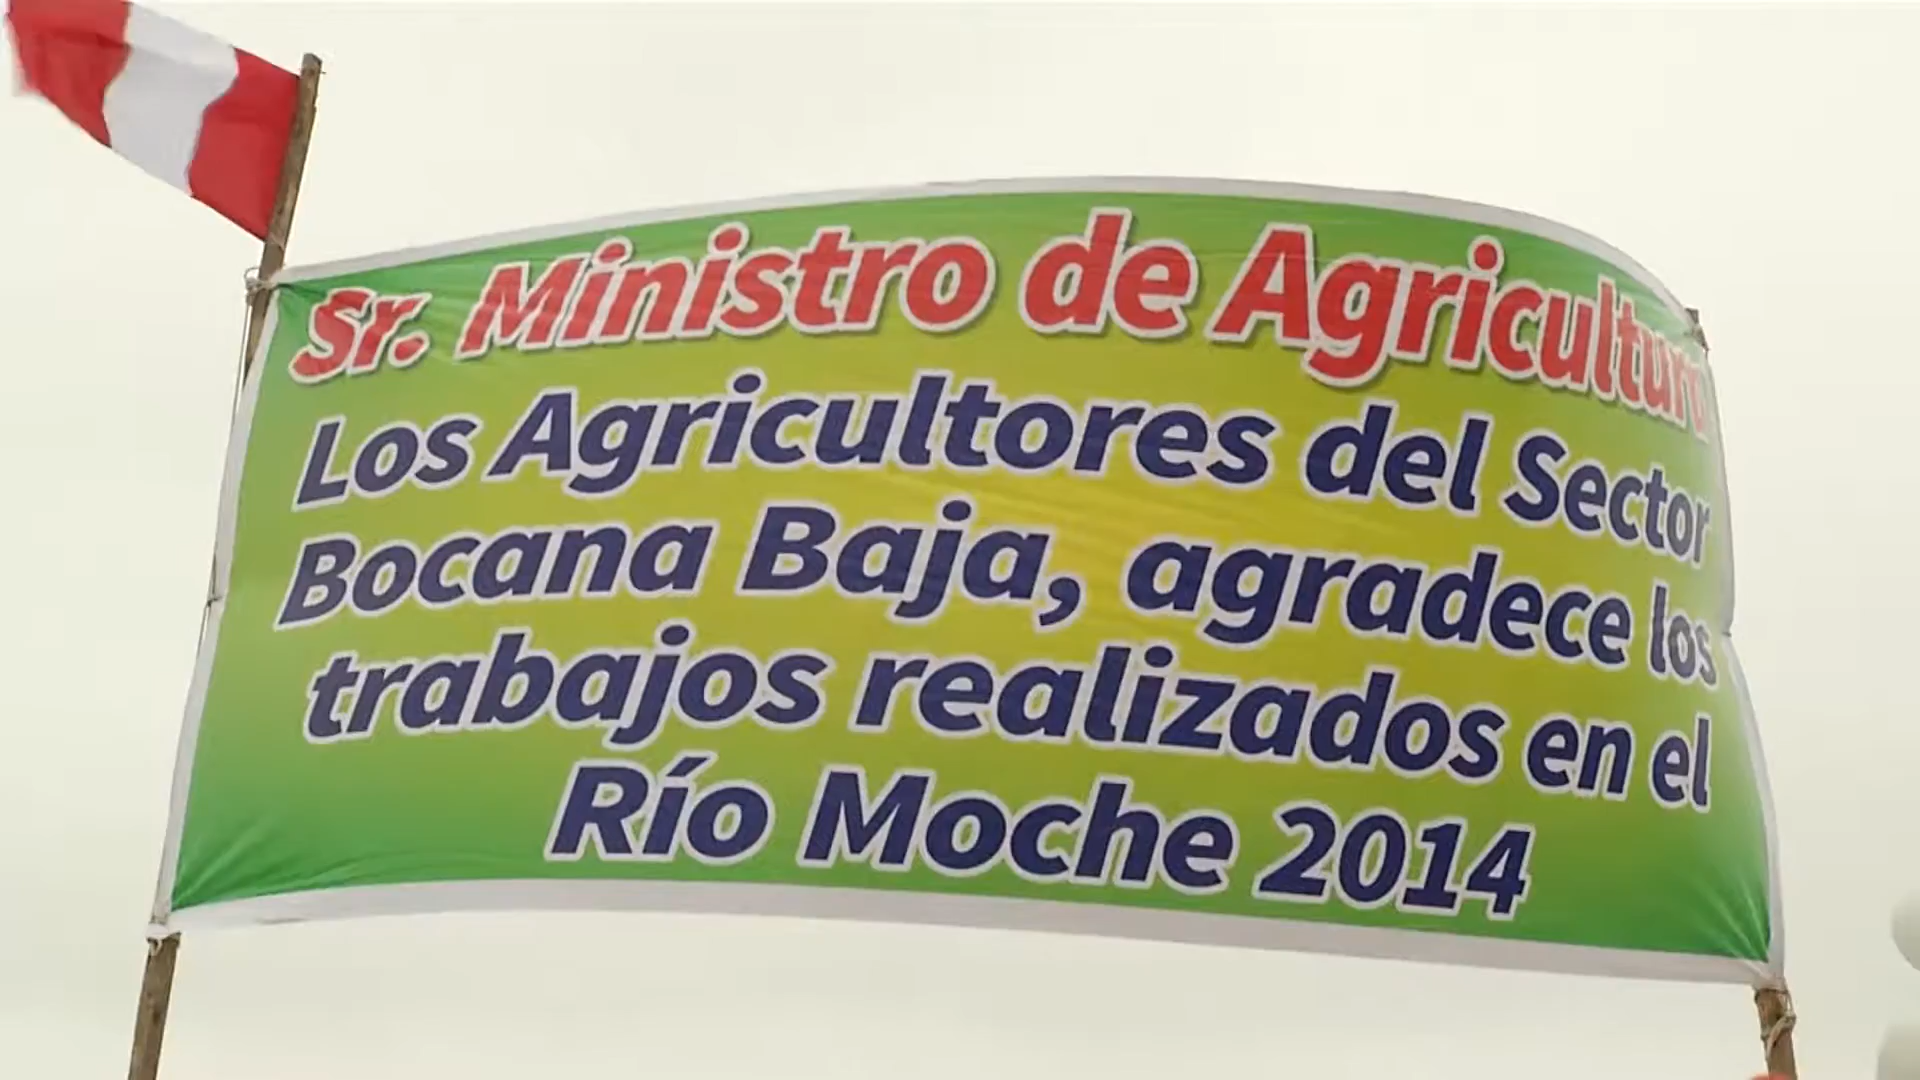 Sr. Ministro de Agricultura
Los Agricultores del Sector
Bocana Baja, agradece los
trabajos realizados en el
Río Moche 2014